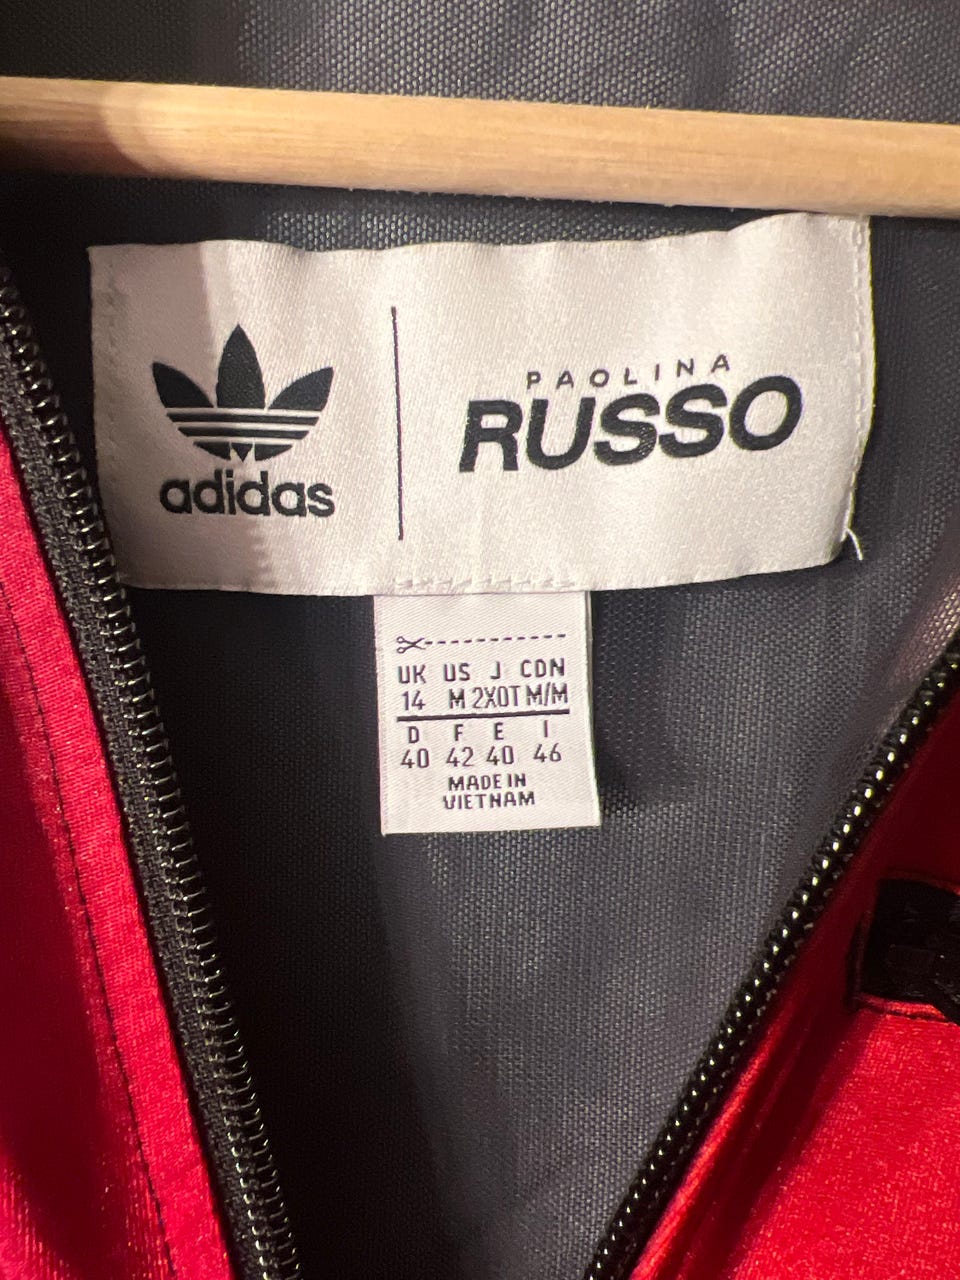 adidas
PAOLINA
RUSSO
UK US J CDN
14 M 2XOT M/M
D F E I
40 42 40 46
MADE IN
VIETNAM